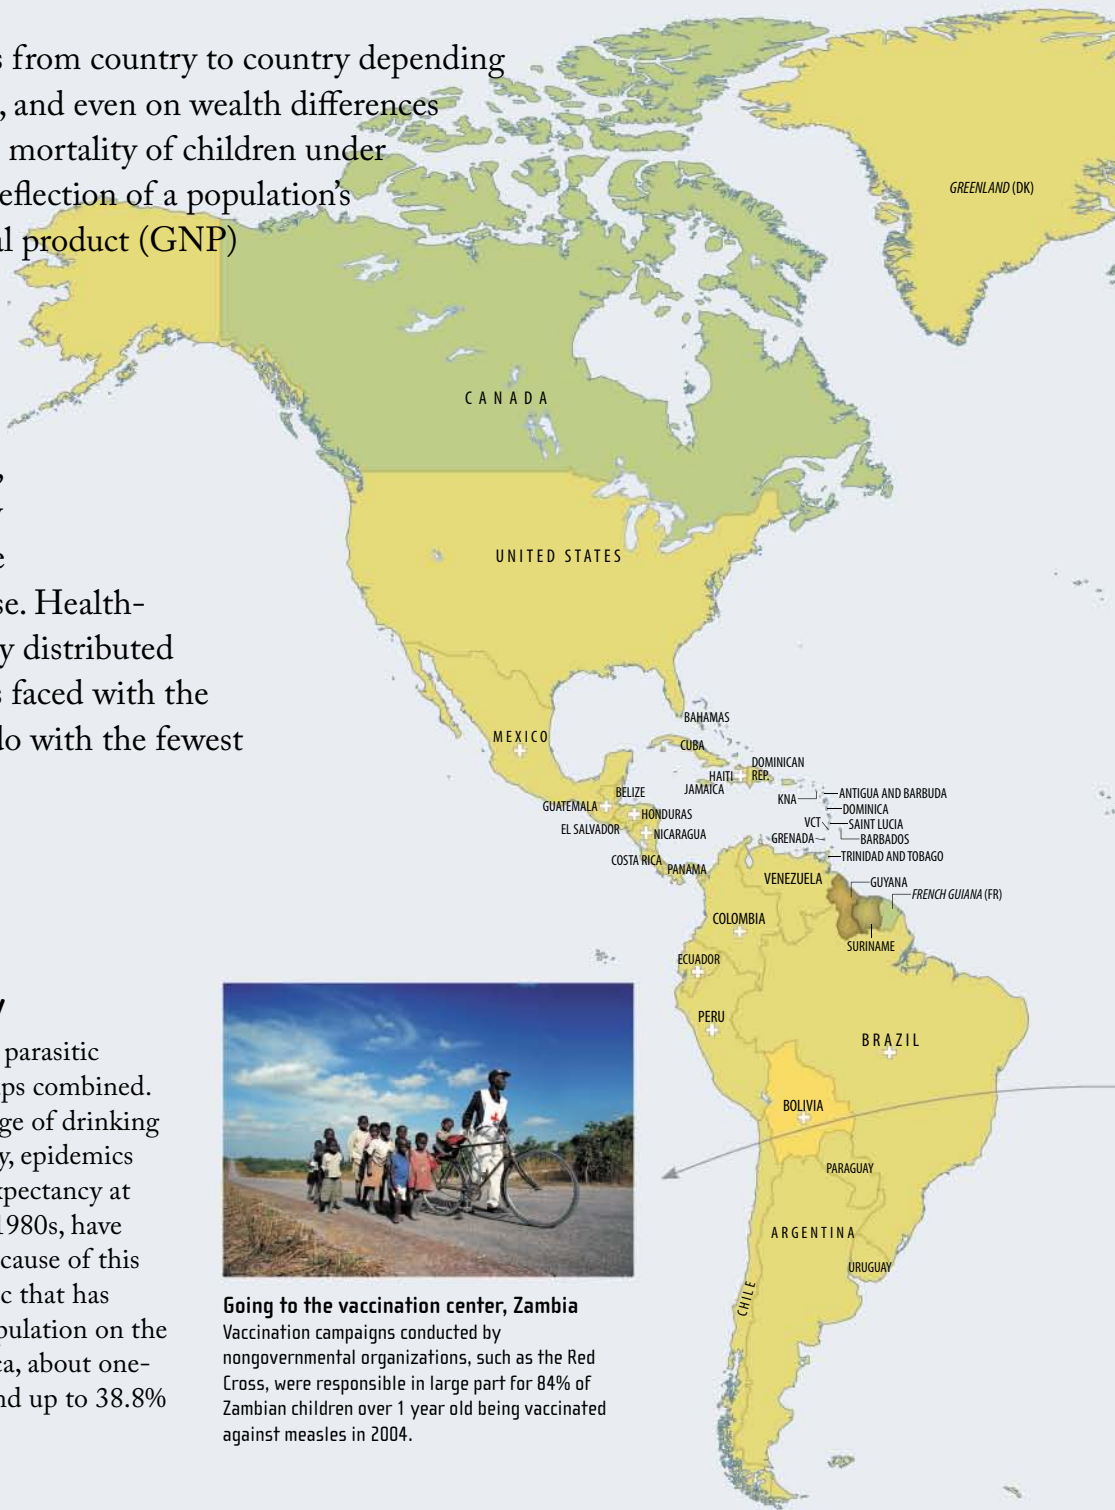 s from country to country depending
, and even on wealth differences
mortality of children under
reflection of a population's
al product (GNP)
,
e
se. Health-
y distributed
s faced with the
do with the fewest
GREENLAND (DK)
CANADA
UNITED STATES
MEXICO
BAHAMAS
CUBA
DOMINICAN
REP.
HAITI
JAMAICA
BELIZE
GUATEMALA
HONDURAS
EL SALVADOR
NICARAGUA
COSTA RICA
PANAMA
KNA
ANTIGUA AND BARBUDA
DOMINICA
VCT
SAINT LUCIA
GRENADA
BARBADOS
TRINIDAD AND TOBAGO
VENEZUELA
GUYANA
FRENCH GUIANA (FR)
COLOMBIA
SURINAME
ECUADOR
PERU
BRAZIL
BOLIVIA
PARAGUAY
ARGENTINA
URUGUAY
CHILE
y
parasitic
ps combined.
ge of drinking
y, epidemics
xpectancy at
1980s, have
cause of this
c that has
pulation on the
ca, about one-
nd up to 38.8%
Going to the vaccination center, Zambia
Vaccination campaigns conducted by
nongovernmental organizations, such as the Red
Cross, were responsible in large part for 84% of
Zambian children over 1 year old being vaccinated
against measles in 2004.